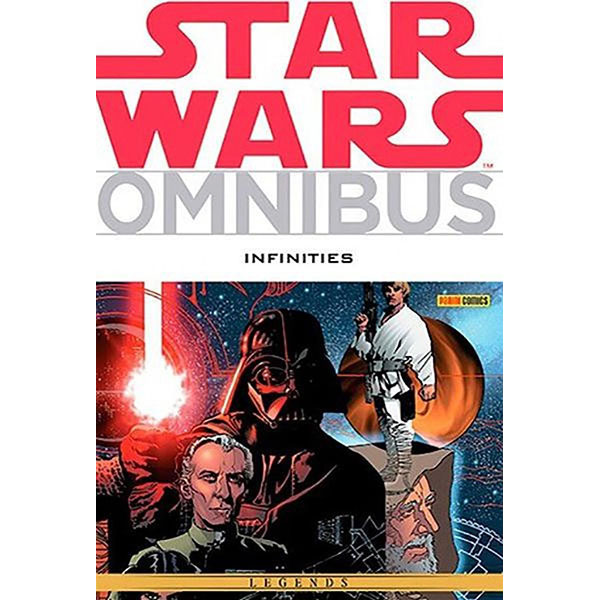 STAR
WARS
™
OMNIBUS
INFINITIES
PANINI COMICS
LEGENDS